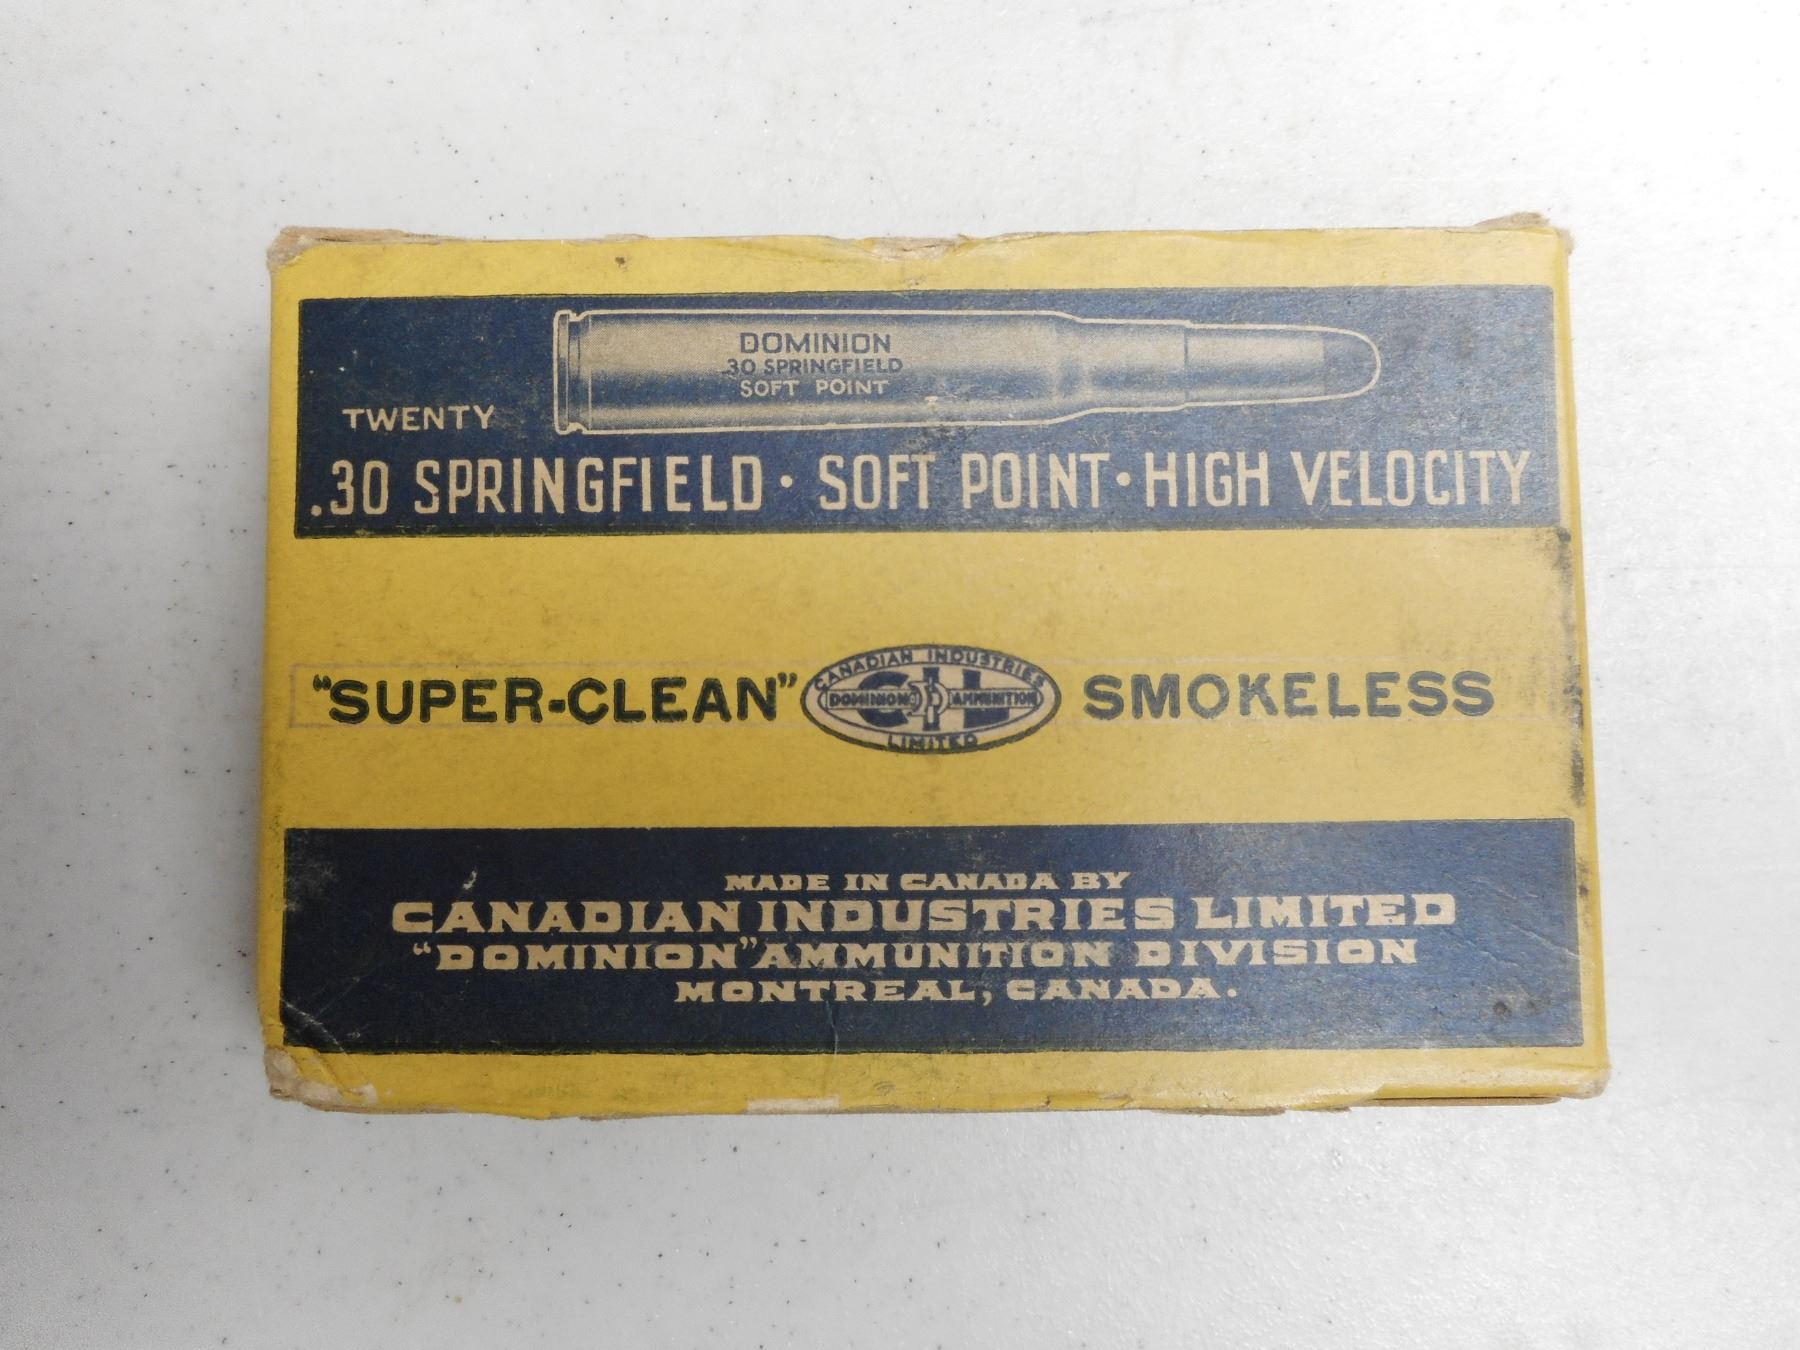 DOMINION
.30 SPRINGFIELD
SOFT POINT
TWENTY
.30 SPRINGFIELD · SOFT POINT · HIGH VELOCITY
"SUPER-CLEAN" SMOKELESS
CANADIAN INDUSTRIES
DOMINION CIL AMMUNITION
LIMITED
MADE IN CANADA BY
CANADIAN INDUSTRIES LIMITED
"DOMINION" AMMUNITION DIVISION
MONTREAL, CANADA.